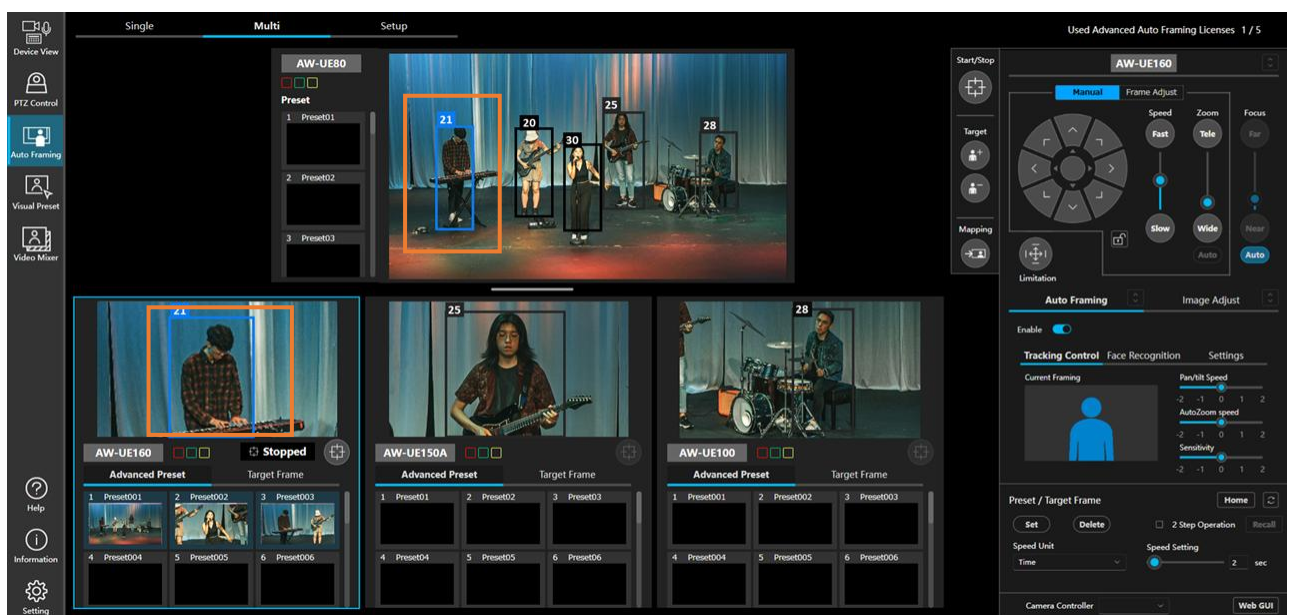 Single Multi Setup
Used Advanced Auto Framing Licenses 1 / 5
Device View
PTZ Control
Auto Framing
Visual Preset
Video Mixer
Help
Information
Setting
AW-UE80
Preset
1 Preset01
2 Preset02
3 Preset03
21
20
30
25
28
Start/Stop
Target
Mapping
21
AW-UE160
Stopped
Advanced Preset Target Frame
1 Preset001 2 Preset002 3 Preset003
4 Preset004 5 Preset005 6 Preset006
25
AW-UE150A
Advanced Preset Target Frame
1 Preset01 2 Preset02 3 Preset03
4 Preset04 5 Preset05 6 Preset06
28
AW-UE100
Advanced Preset Target Frame
1 Preset001 2 Preset002 3 Preset003
4 Preset004 5 Preset005 6 Preset006
AW-UE160
Manual Frame Adjust
Speed Zoom Focus
Fast Tele Far
Slow Wide Near
Auto Auto
Limitation
Auto Framing Image Adjust
Enable
Tracking Control Face Recognition Settings
Current Framing
Pan/tilt Speed
-2 -1 0 1 2
AutoZoom speed
-2 -1 0 1 2
Sensitivity
-2 -1 0 1 2
Preset / Target Frame Home
Set Delete 2 Step Operation Recall
Speed Unit Speed Setting
Time 2 sec
Camera Controller Web GUI